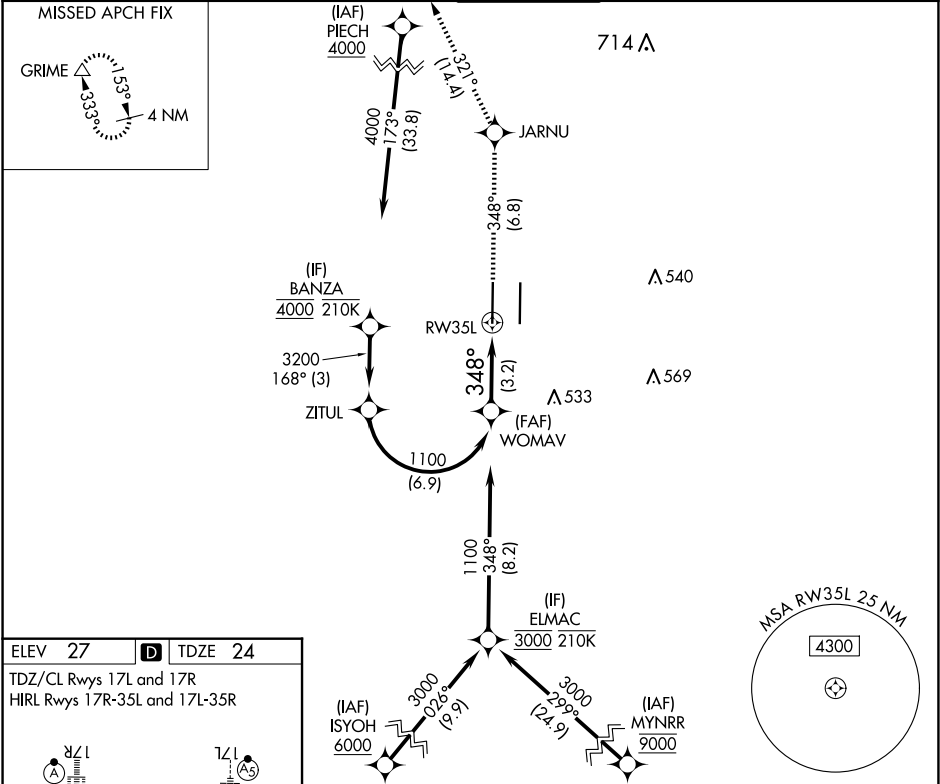 MISSED APCH FIX
GRIME
153°
333°
4 NM
(IAF)
PIECH
4000
4000
173°
(33.8)
321°
(14.4)
714
JARNU
348°
(6.8)
(IF)
BANZA
4000 210K
3200
168° (3)
ZITUL
1100
(6.9)
RW35L
348°
(3.2)
(FAF)
WOMAV
540
569
533
1100
348°
(8.2)
(IF)
ELMAC
3000 210K
3000
026°
(9.9)
(IAF)
ISYOH
6000
3000
299°
(24.9)
(IAF)
MYNRR
9000
MSA RW35L 25 NM
4300
ELEV 27 D TDZE 24
TDZ/CL Rwys 17L and 17R
HIRL Rwys 17R-35L and 17L-35R
17R
A
17L
A5